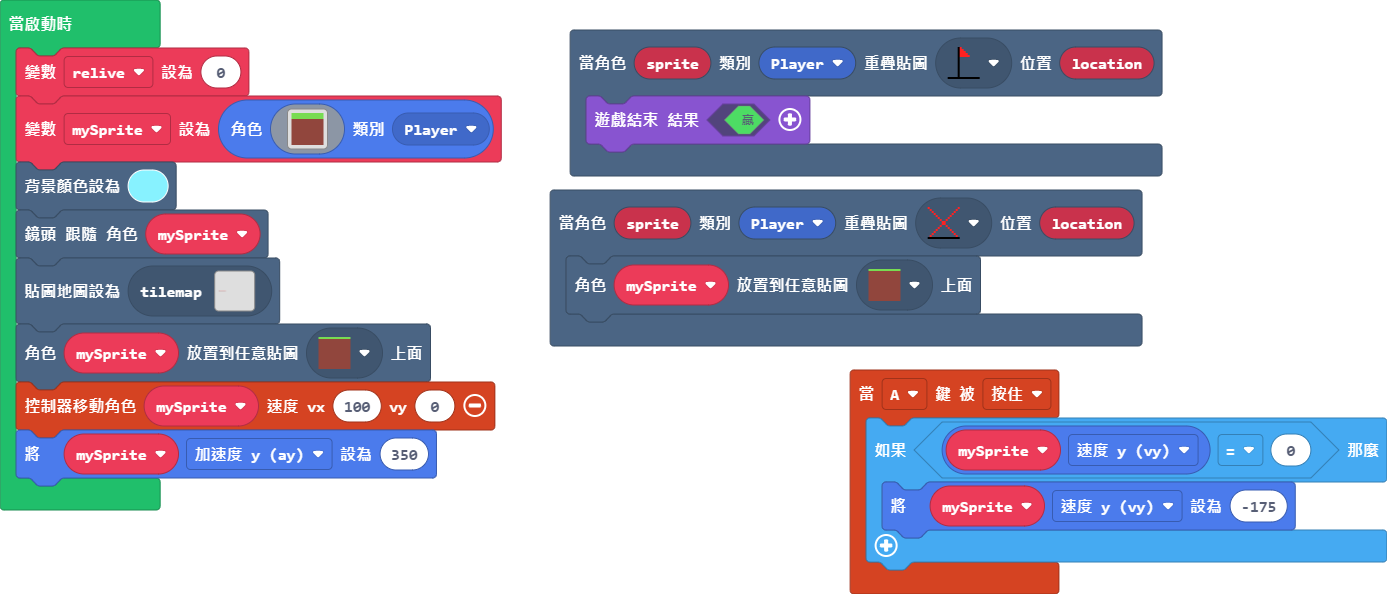 當啟動時
變數 relive 設為 0
變數 mySprite 設為 角色 類別 Player
背景顏色設為
鏡頭 跟隨 角色 mySprite
貼圖地圖設為 tilemap
角色 mySprite 放置到任意貼圖 上面
控制器移動角色 mySprite 速度 vx 100 vy 0
將 mySprite 加速度 y (ay) 設為 350
當角色 sprite 類別 Player 重疊貼圖 位置 location
遊戲結束 結果 贏
當角色 sprite 類別 Player 重疊貼圖 位置 location
角色 mySprite 放置到任意貼圖 上面
當 A 鍵 被 按住
如果 mySprite 速度 y (vy) = 0 那麼
將 mySprite 速度 y (vy) 設為 -175